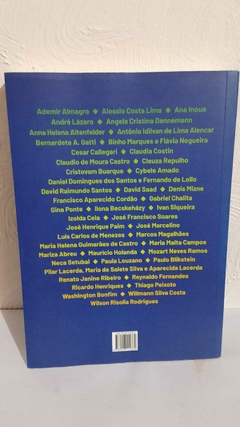 Ademir Almagro ◆ Alessio Costa Lima ◆ Ana Inoue
André Lázaro ◆ Angela Cristina Dannemann
Anna Helena Altenfelder ◆ Antônio Idilvan de Lima Alencar
Bernardete A. Gatti ◆ Binho Marques e Flávia Nogueira
Cesar Callegari ◆ Claudia Costin
Claudio de Moura Castro ◆ Cleuza Repulho
Cristovam Buarque ◆ Cybele Amado
Daniel Domingues dos Santos e Fernando de Lollo
David Raimundo Santos ◆ David Saad ◆ Denis Mizne
Francisco Aparecido Cordão ◆ Gabriel Chalita
Gina Ponte ◆ Ilona Becskeházy ◆ Ivan Siqueira
Izolda Cela ◆ José Francisco Soares
José Henrique Paim ◆ José Marcelino
Luis Carlos de Menezes ◆ Marcos Magalhães
Maria Helena Guimarães de Castro ◆ Maria Malta Campos
Mariza Abreu ◆ Mauricio Holanda ◆ Mozart Neves Ramos
Neca Setubal ◆ Paula Louzano ◆ Paulo Blikstein
Pilar Lacerda, Maria de Salete Silva e Aparecida Lacerda
Renato Janine Ribeiro ◆ Reynaldo Fernandes
Ricardo Henriques ◆ Thiago Peixoto
Washington Bonfim ◆ Willmann Silva Costa
Wilson Risolia Rodrigues